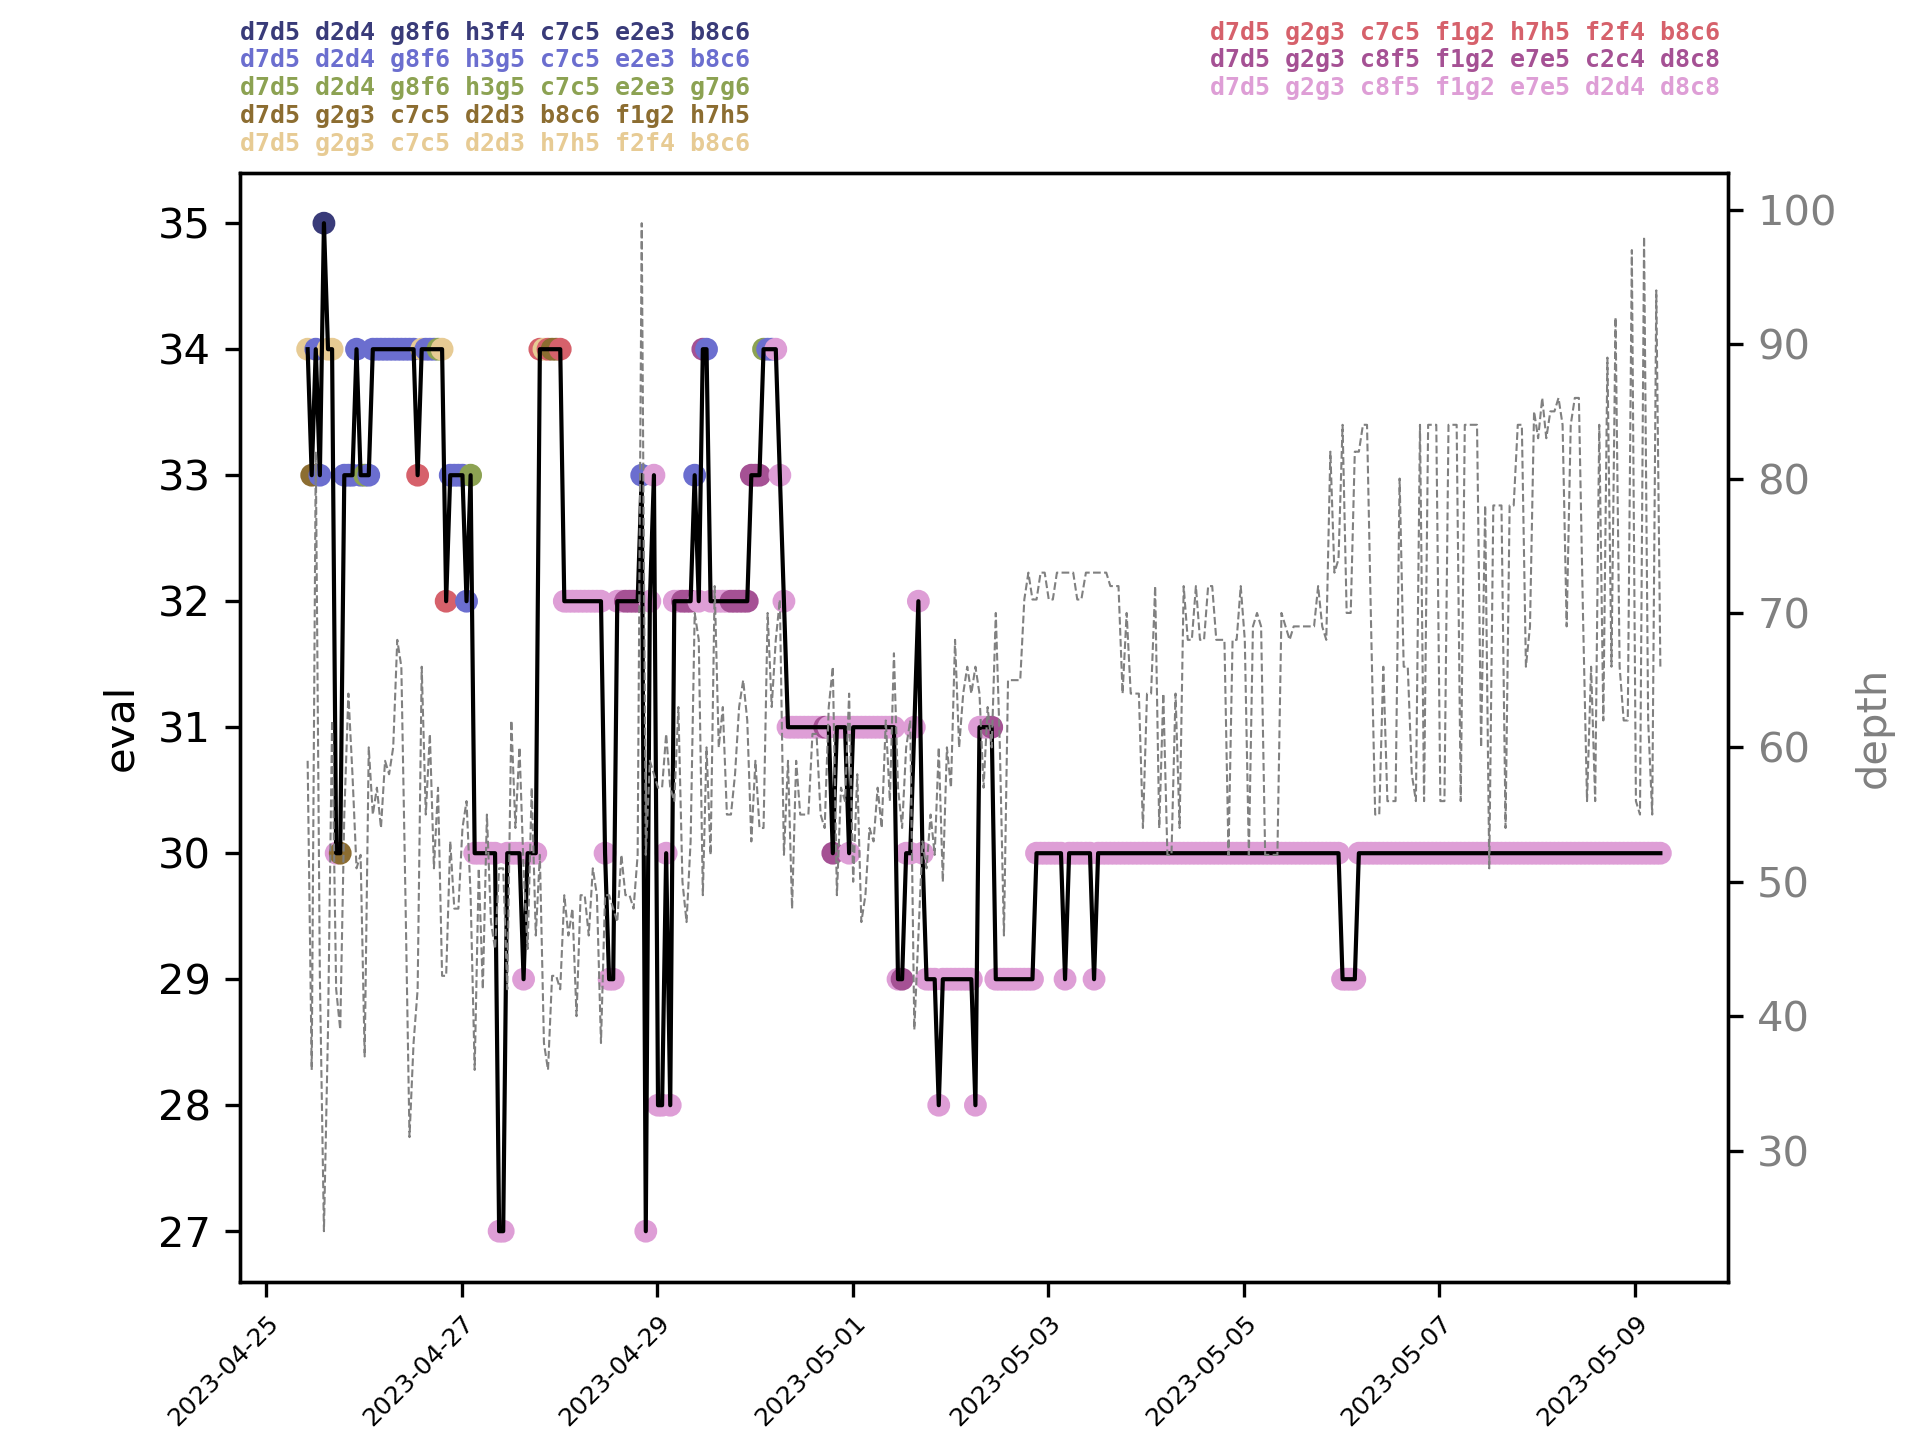 d7d5 d2d4 g8f6 h3f4 c7c5 e2e3 b8c6
d7d5 d2d4 g8f6 h3g5 c7c5 e2e3 b8c6
d7d5 d2d4 g8f6 h3g5 c7c5 e2e3 g7g6
d7d5 g2g3 c7c5 d2d3 b8c6 f1g2 h7h5
d7d5 g2g3 c7c5 d2d3 h7h5 f2f4 b8c6
d7d5 g2g3 c7c5 f1g2 h7h5 f2f4 b8c6
d7d5 g2g3 c8f5 f1g2 e7e5 c2c4 d8c8
d7d5 g2g3 c8f5 f1g2 e7e5 d2d4 d8c8
eval
35
34
33
32
31
30
29
28
27
100
90
80
70
60
50
40
30
depth
2023-04-25
2023-04-27
2023-04-29
2023-05-01
2023-05-03
2023-05-05
2023-05-07
2023-05-09